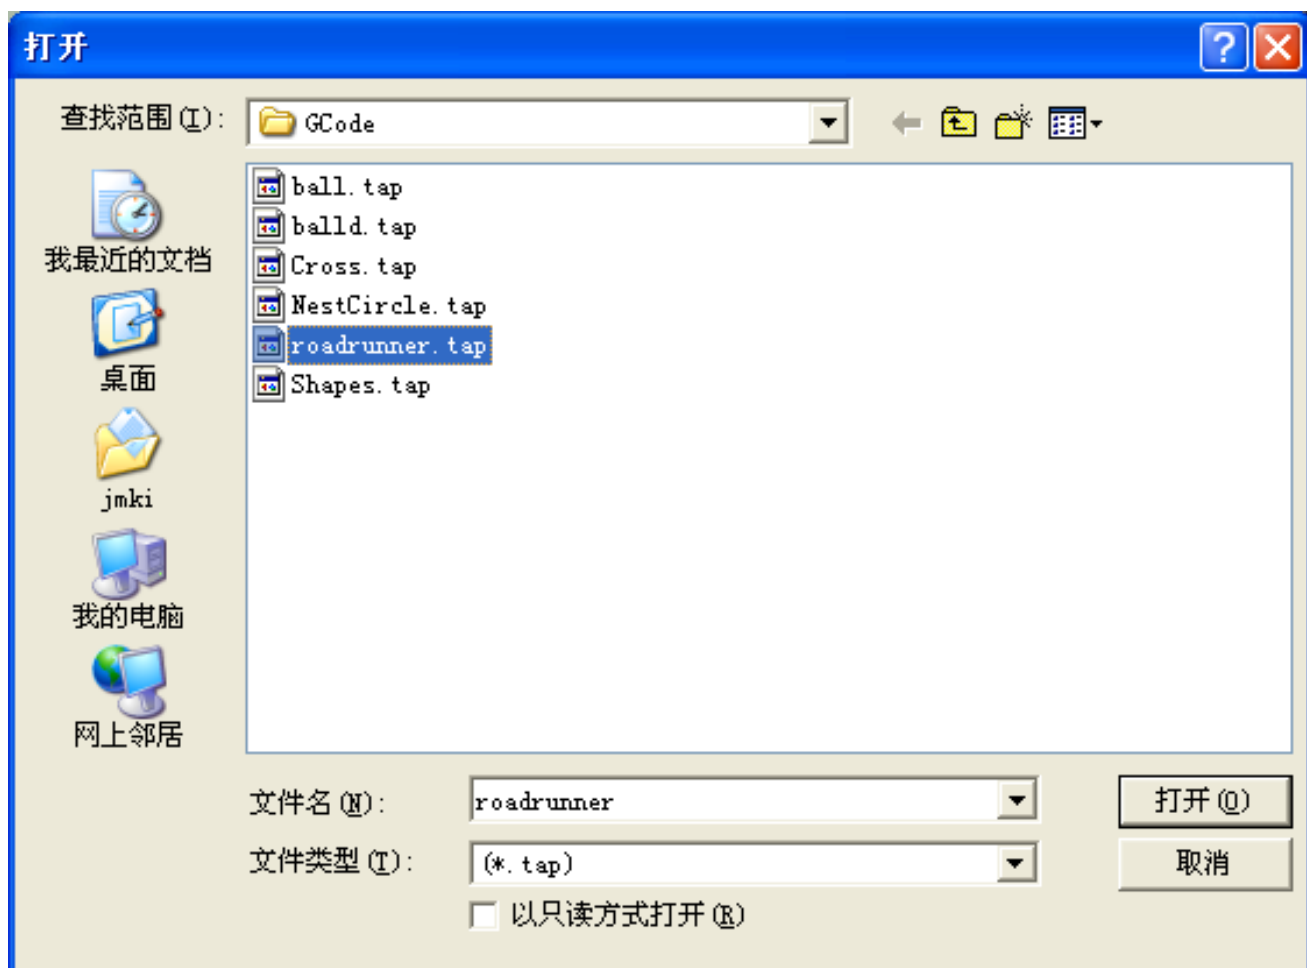 打开
查找范围(I):
GCode
ball.tap
balld.tap
Cross.tap
NestCircle.tap
roadrunner.tap
Shapes.tap
我最近的文档
桌面
jmki
我的电脑
网上邻居
文件名(N):
roadrunner
打开(O)
文件类型(T):
(*.tap)
取消
以只读方式打开(R)